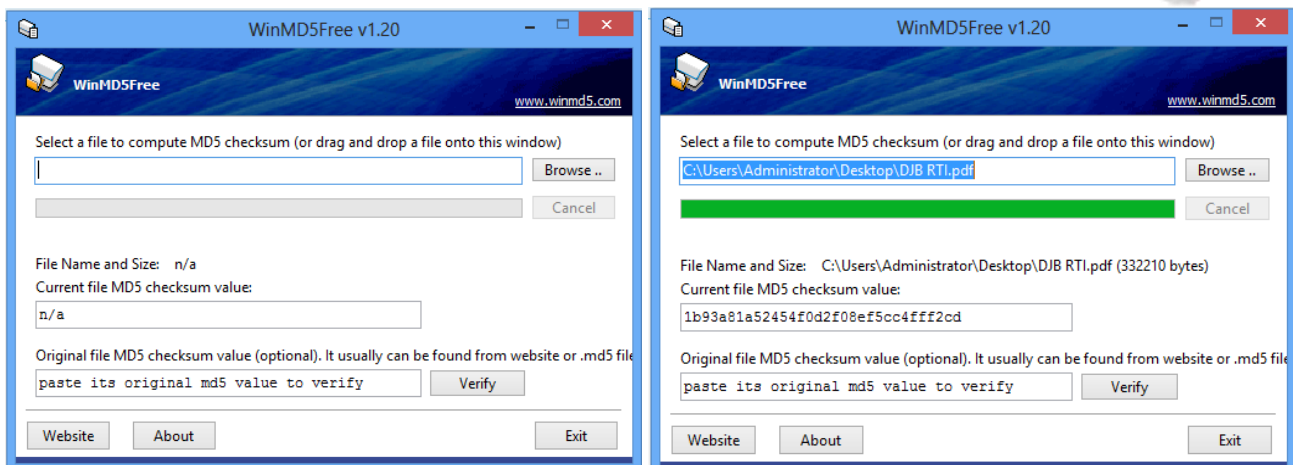 WinMD5Free v1.20
WinMD5Free
www.winmd5.com
Select a file to compute MD5 checksum (or drag and drop a file onto this window)
Browse ..
Cancel
File Name and Size: n/a
Current file MD5 checksum value:
n/a
Original file MD5 checksum value (optional). It usually can be found from website or .md5 file
paste its original md5 value to verify
Verify
Website
About
Exit
WinMD5Free v1.20
WinMD5Free
www.winmd5.com
Select a file to compute MD5 checksum (or drag and drop a file onto this window)
C:\Users\Administrator\Desktop\DJB RTI.pdf
Browse ..
Cancel
File Name and Size: C:\Users\Administrator\Desktop\DJB RTI.pdf (332210 bytes)
Current file MD5 checksum value:
1b93a81a52454f0d2f08ef5cc4fff2cd
Original file MD5 checksum value (optional). It usually can be found from website or .md5 file
paste its original md5 value to verify
Verify
Website
About
Exit